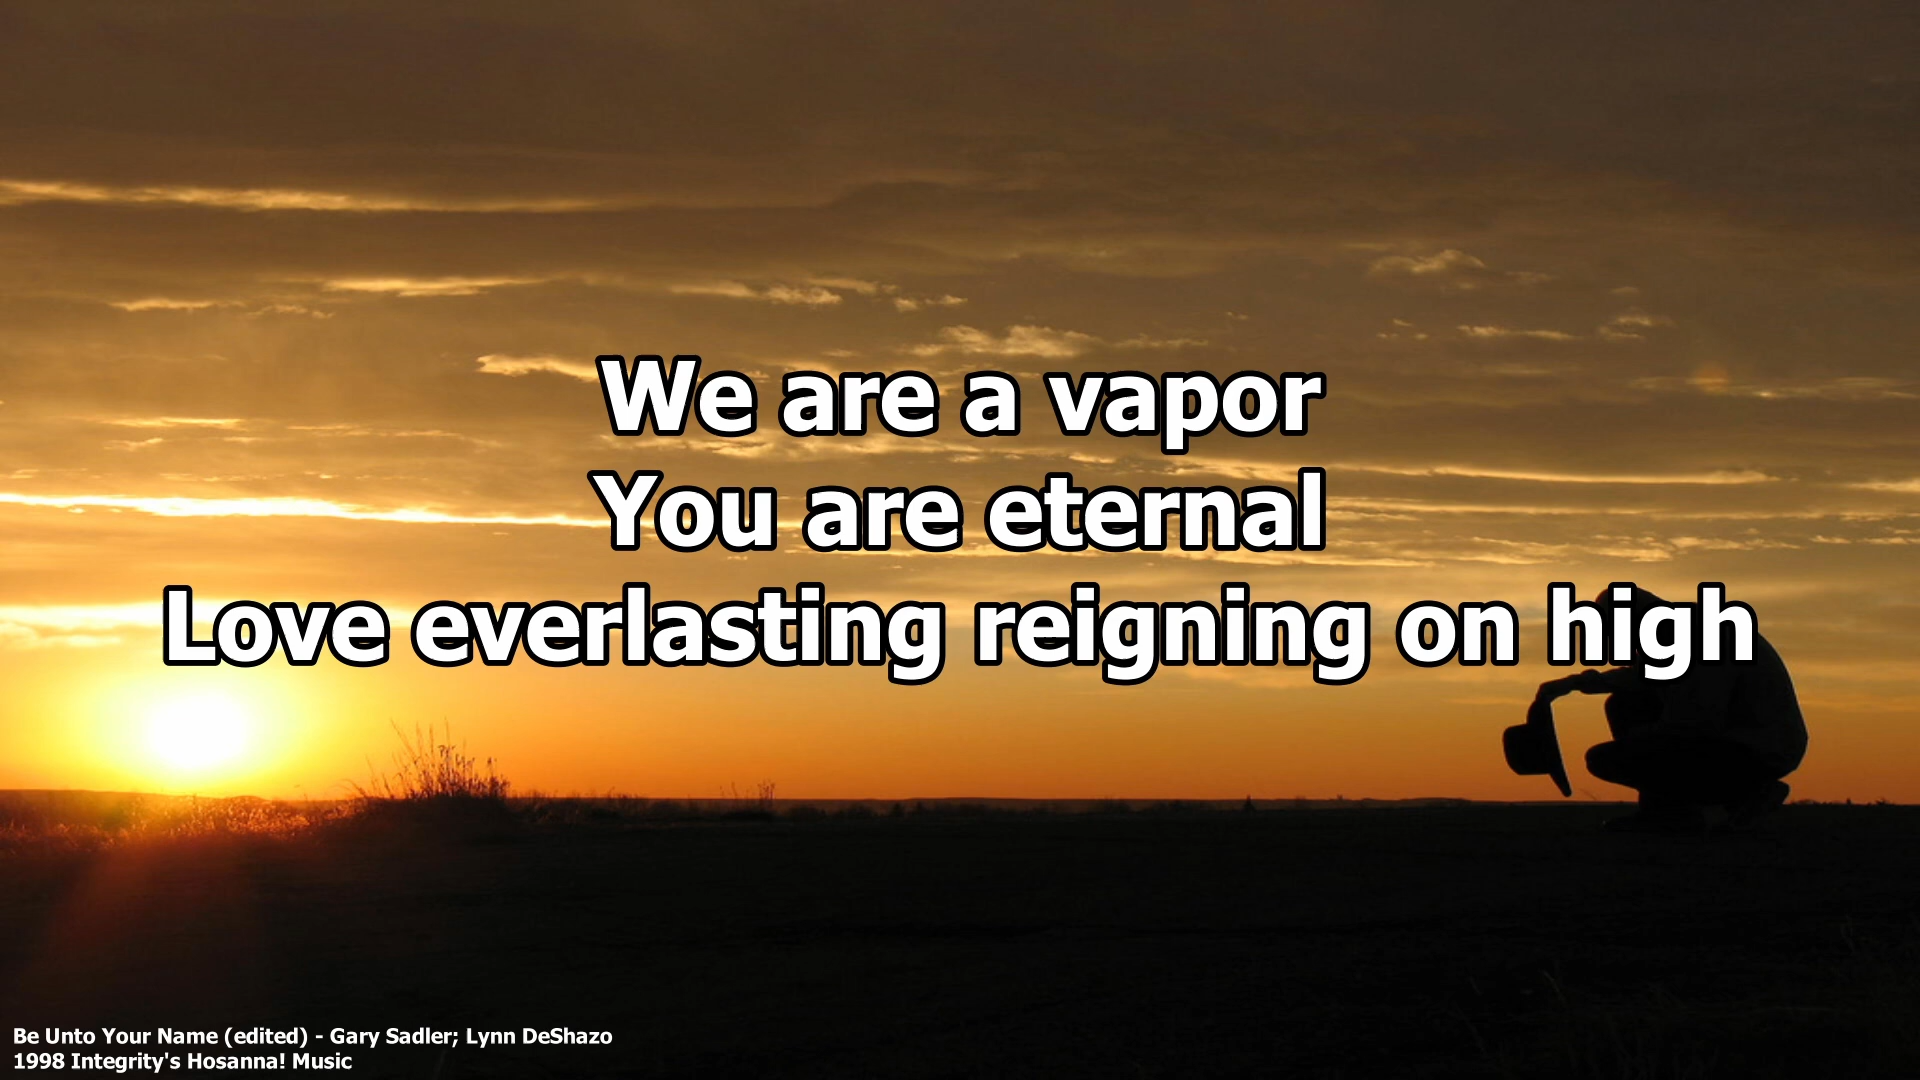 We are a vapor
You are eternal
Love everlasting reigning on high
Be Unto Your Name (edited) - Gary Sadler; Lynn DeShazo
1998 Integrity's Hosanna! Music